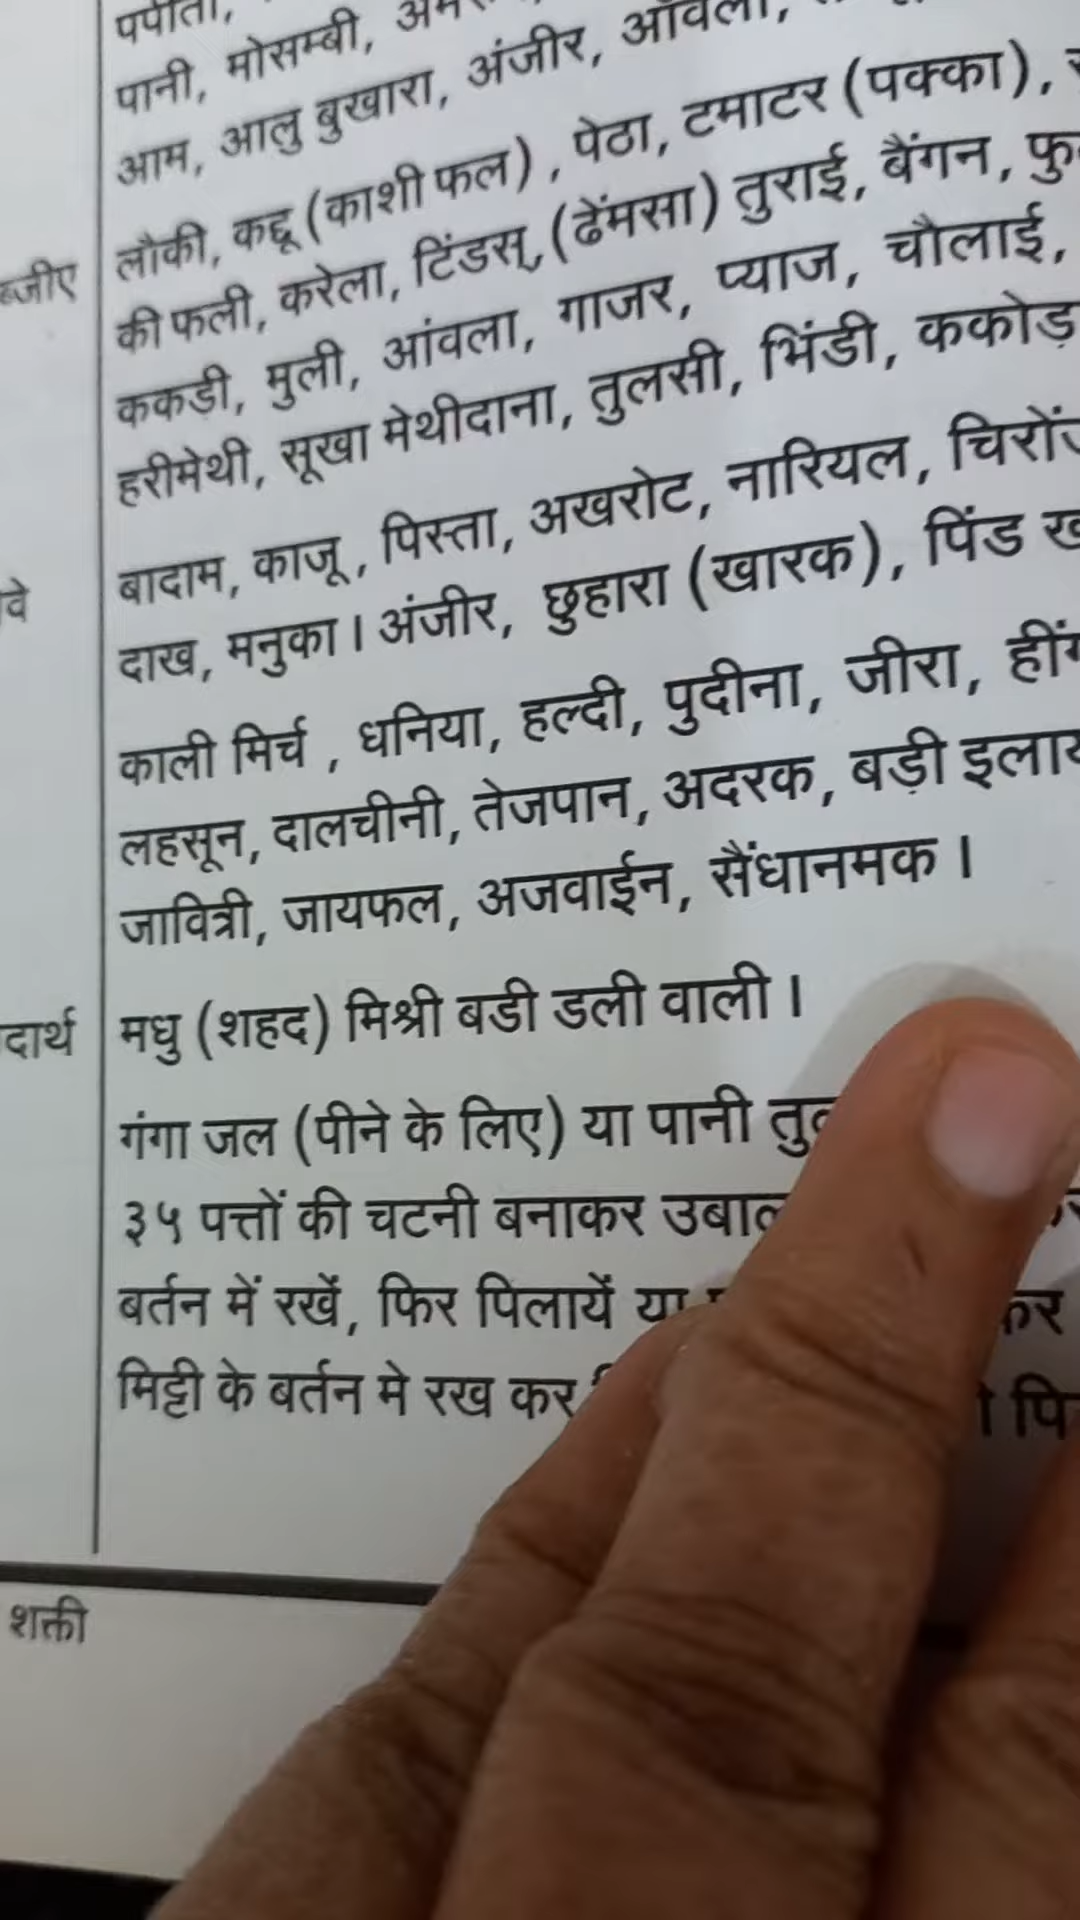 पपीता,
पानी, मोसम्बी,
आम, आलु बुखारा, अंजीर, आँवला,
लौकी, कद्दू (काशी फल), पेठा, टमाटर (पक्का),
की फली, करेला, टिंडस्, (ढेंमसा) तुराई, बैंगन,
ककड़ी, मुली, आंवला, गाजर, प्याज, चौलाई,
हरीमेथी, सूखा मेथीदाना, तुलसी, भिंडी,
बादाम, काजू, पिस्ता, अखरोट, नारियल,
दाख, मनुका। अंजीर, छुहारा (खारक), पिंड
काली मिर्च, धनिया, हल्दी, पुदीना, जीरा,
लहसून, दालचीनी, तेजपान, अदरक, बड़ी
जावित्री, जायफल, अजवाईन, सैंधानमक।
मधु (शहद) मिश्री बडी डली वाली।
गंगा जल (पीने के लिए) या पानी
३५ पत्तों की चटनी बनाकर
बर्तन में रखें, फिर पिलायें या
मिट्टी के बर्तन मे रख कर
शक्ती